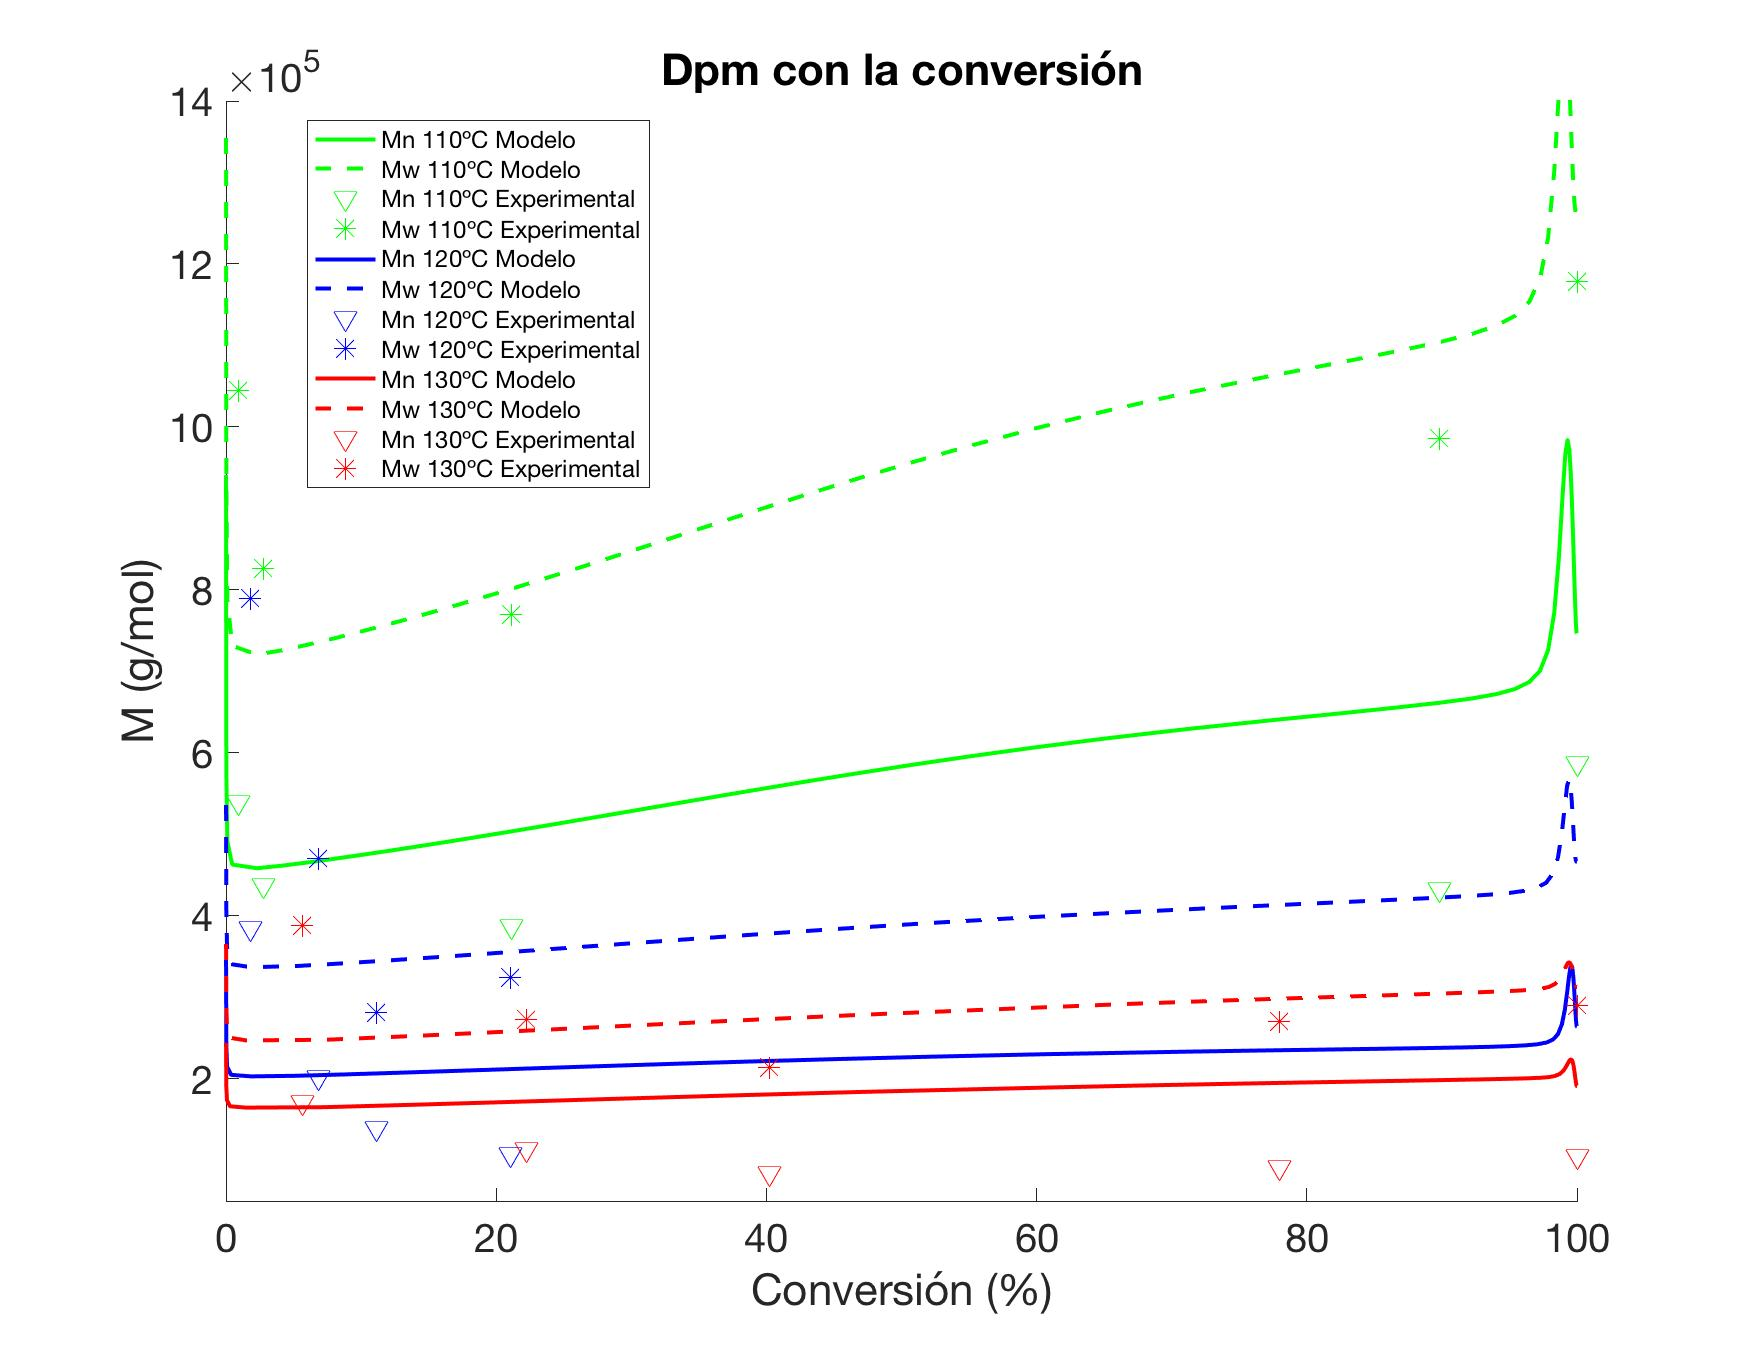 Dpm con la conversión
×10^5
14
12
10
8
6
4
2
M (g/mol)
Mn 110ºC Modelo
Mw 110ºC Modelo
Mn 110ºC Experimental
Mw 110ºC Experimental
Mn 120ºC Modelo
Mw 120ºC Modelo
Mn 120ºC Experimental
Mw 120ºC Experimental
Mn 130ºC Modelo
Mw 130ºC Modelo
Mn 130ºC Experimental
Mw 130ºC Experimental
0 20 40 60 80 100
Conversión (%)